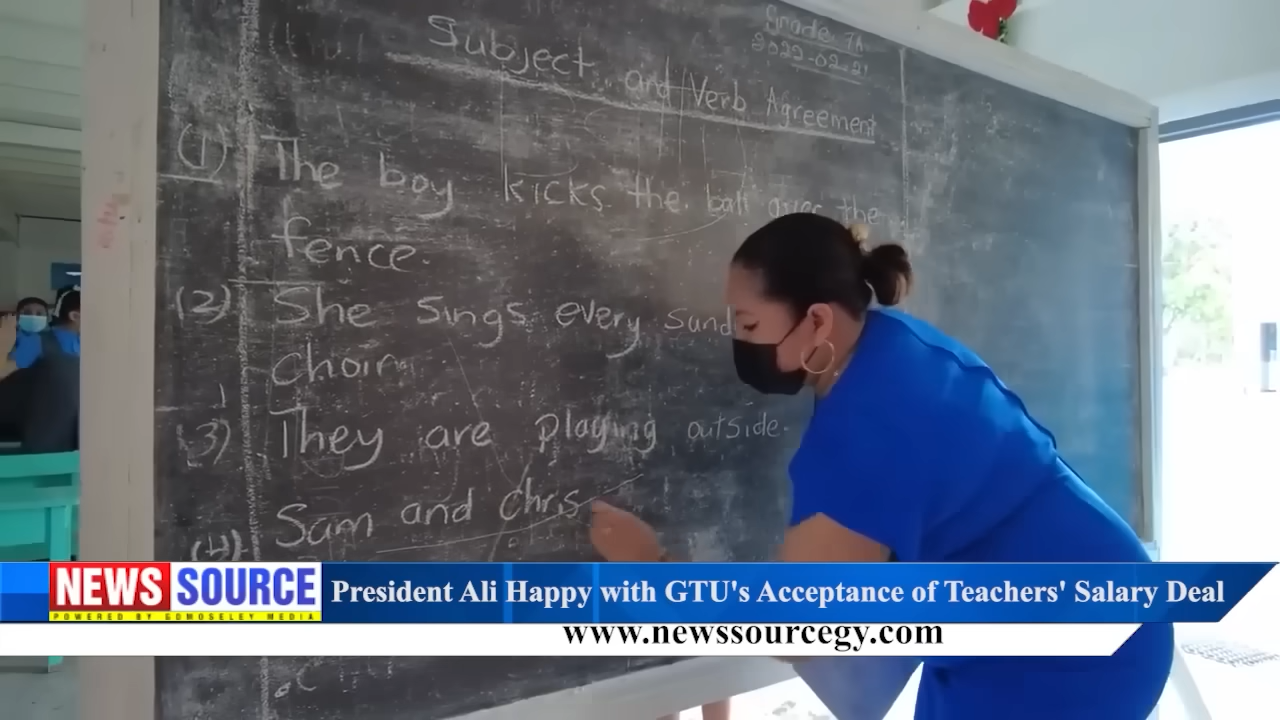 Grade 7A
2022-02-21
Subject and Verb Agreement
(1) The boy kicks the ball over the
fence.
(2) She sings every
choir
(3) They are playing outside.
(4) Sam and Chris
NEWS SOURCE President Ali Happy with GTU's Acceptance of Teachers' Salary Deal
POWERED BY GDMOSELEY MEDIA
www.newssourcegy.com